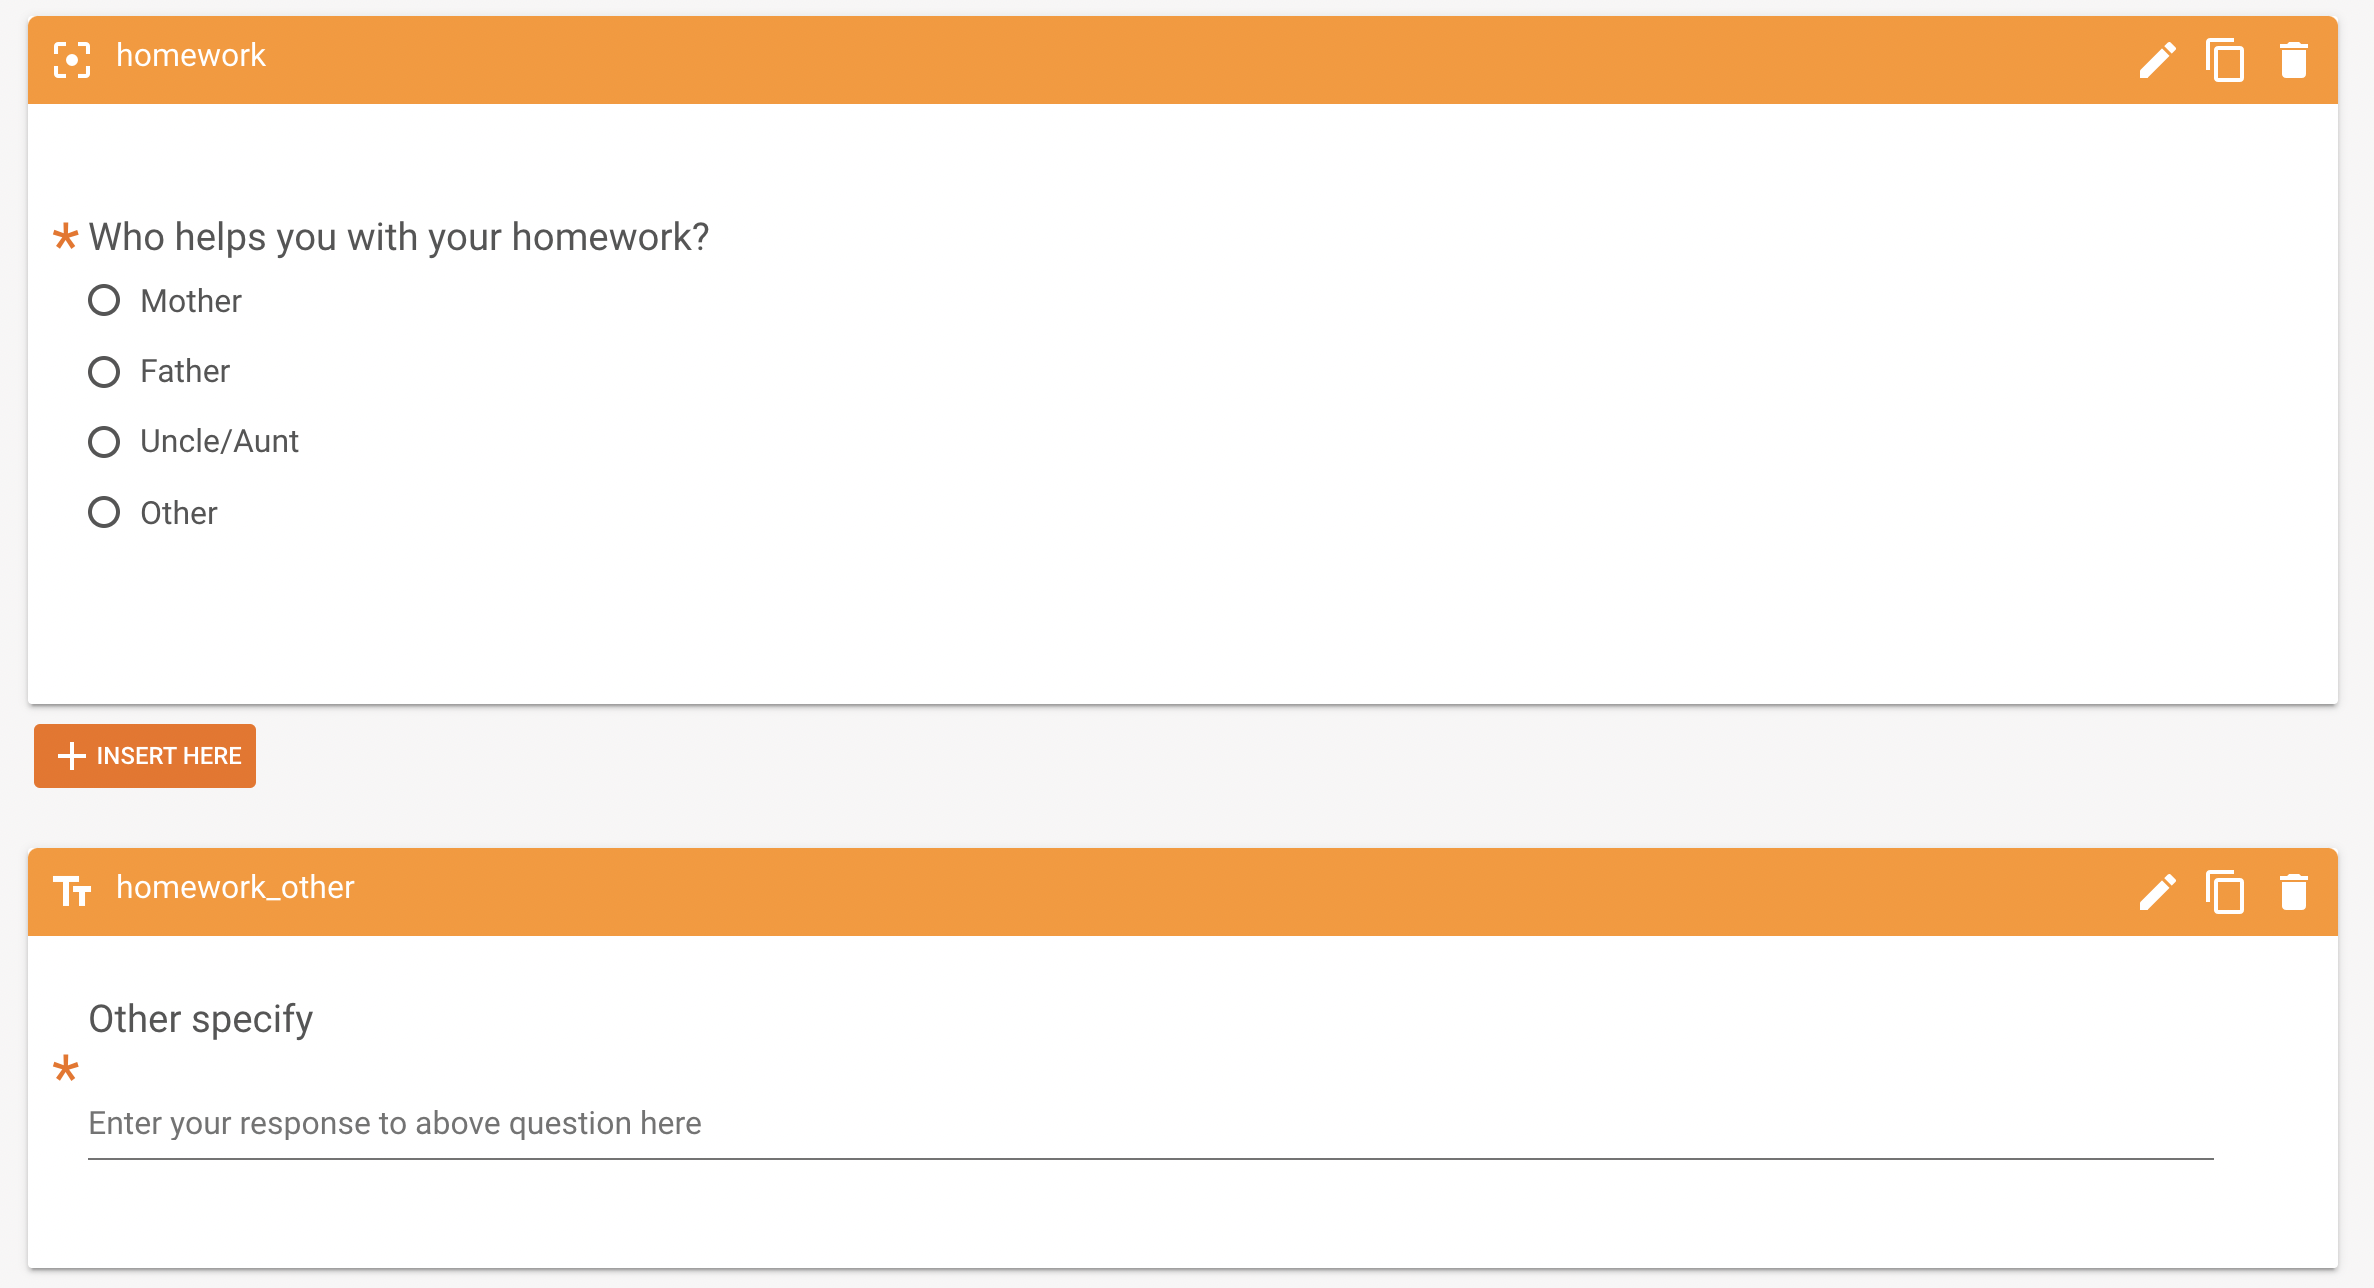 homework
* Who helps you with your homework?
Mother
Father
Uncle/Aunt
Other
INSERT HERE
homework_other
Other specify
*
Enter your response to above question here